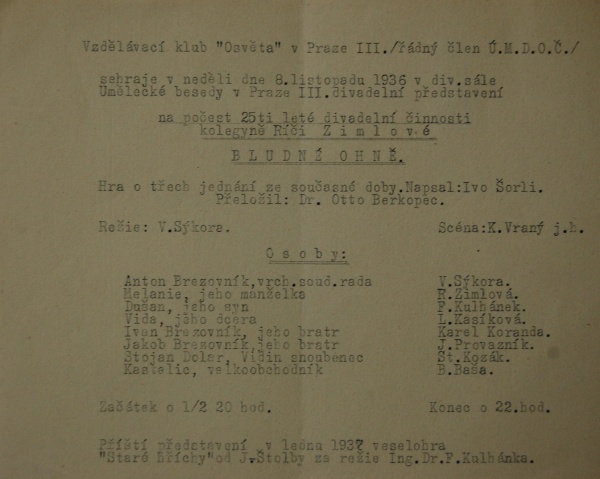 Vzdělávací klub "Osvěta" v Praze III./řádný člen Ú.M.D.O.Č./
sehraje v neděli dne 8.listopadu 1936 v div.sále
Umělecké besedy v Praze III.divadelní představení
na počest 25ti leté divadelní činnosti
kolegyně Ríči Zimlové
BLUDNÉ OHNĚ.
Hra o třech jednání ze současné doby.Napsal:Ivo Šorli.
Přeložil: Dr. Otto Berkopec.
Režie: V.Sýkora. Scéna:K.Vraný j.h.
Osoby:
Anton Brezovník,vrch.soud.rada V.Sýkora.
Melanie, jeho manželka R.Zimlová.
Dušan, jeho syn F.Kulhánek.
Vida, jeho dcera L.Kasíková.
Ivan Brezovník, jeho bratr Karel Koranda.
Jakob Brezovník,jeho bratr J.Provazník.
Stojan Dolar, Vidin snoubenec St.Kozák.
Kastelic, velkoobchodník B.Baša.
Začátek o 1/2 20 hod. Konec o 22.hod.
Příští představení v lednu 1937 veselohra
"Staré hříchy"od J.Štolby za režie Ing.Dr.F.Kulhánka.